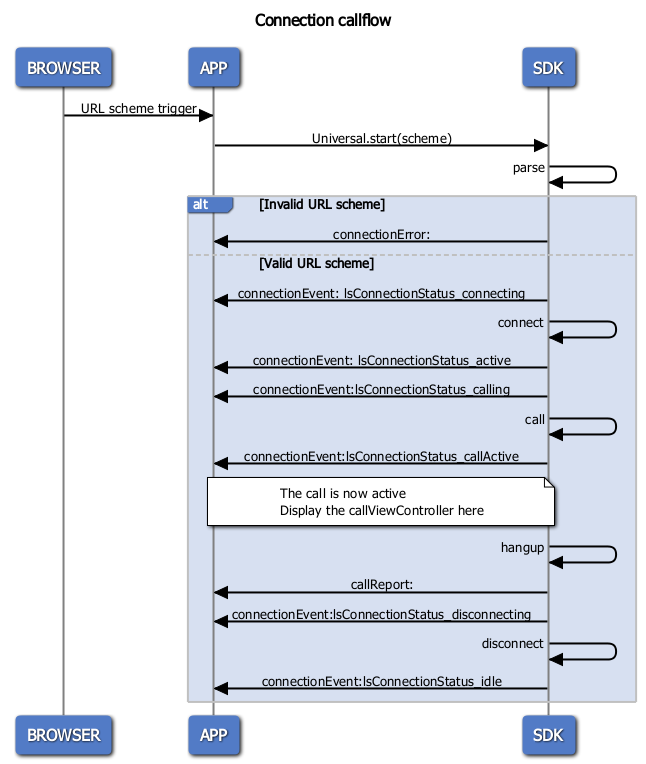 Connection callflow
BROWSER
APP
SDK
URL scheme trigger
Universal.start(scheme)
parse
alt
[Invalid URL scheme]
connectionError:
[Valid URL scheme]
connectionEvent: lsConnectionStatus_connecting
connect
connectionEvent: lsConnectionStatus_active
connectionEvent:lsConnectionStatus_calling
call
connectionEvent:lsConnectionStatus_callActive
The call is now active
Display the callViewController here
hangup
callReport:
connectionEvent:lsConnectionStatus_disconnecting
disconnect
connectionEvent:lsConnectionStatus_idle
BROWSER
APP
SDK